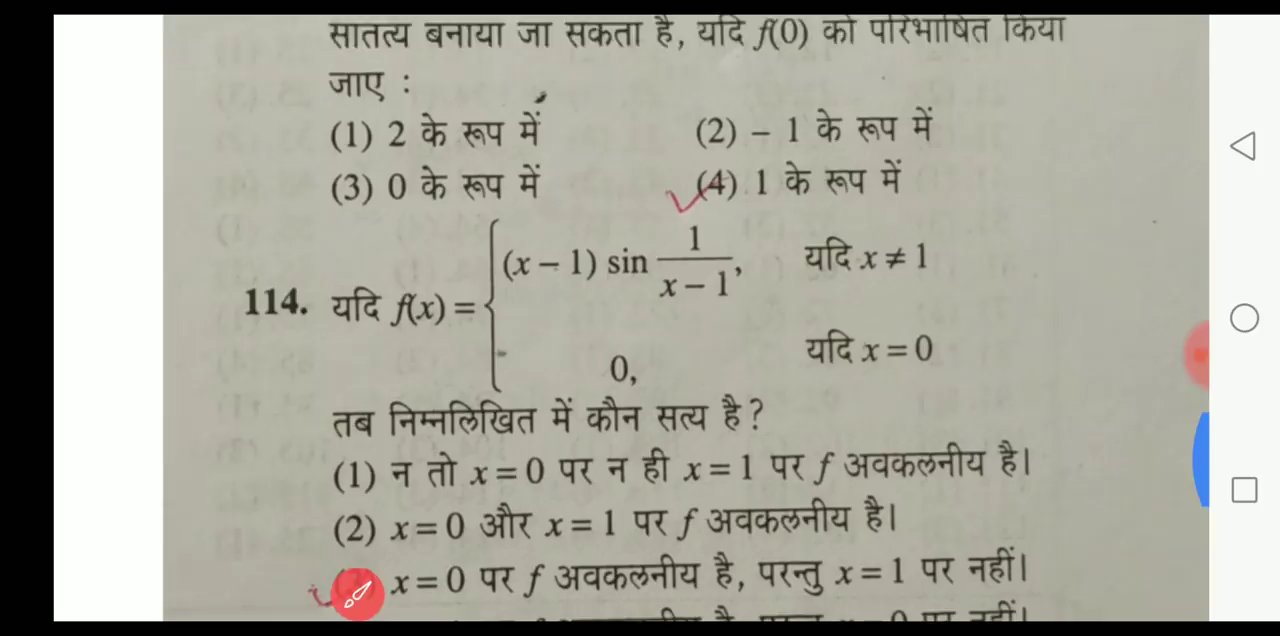 सातत्य बनाया जा सकता है, यदि f(0) को परिभाषित किया
जाए :
(1) 2 के रूप में (2) – 1 के रूप में
(3) 0 के रूप में (4) 1 के रूप में
114. यदि f(x) = { (x – 1) sin 1/(x – 1), यदि x ≠ 1
0, यदि x = 0
तब निम्नलिखित में कौन सत्य है?
(1) न तो x = 0 पर न ही x = 1 पर f अवकलनीय है।
(2) x = 0 और x = 1 पर f अवकलनीय है।
x = 0 पर f अवकलनीय है, परन्तु x = 1 पर नहीं।